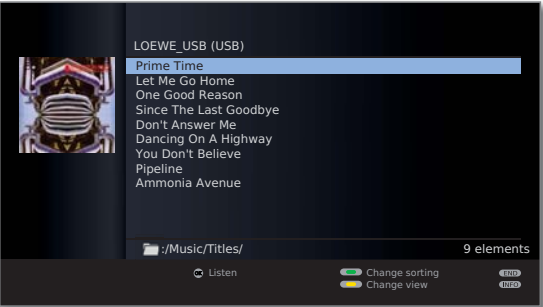 LOEWE_USB (USB)
Prime Time
Let Me Go Home
One Good Reason
Since The Last Goodbye
Don't Answer Me
Dancing On A Highway
You Don't Believe
Pipeline
Ammonia Avenue
:/Music/Titles/ 9 elements
OK Listen Change sorting END
Change view INFO